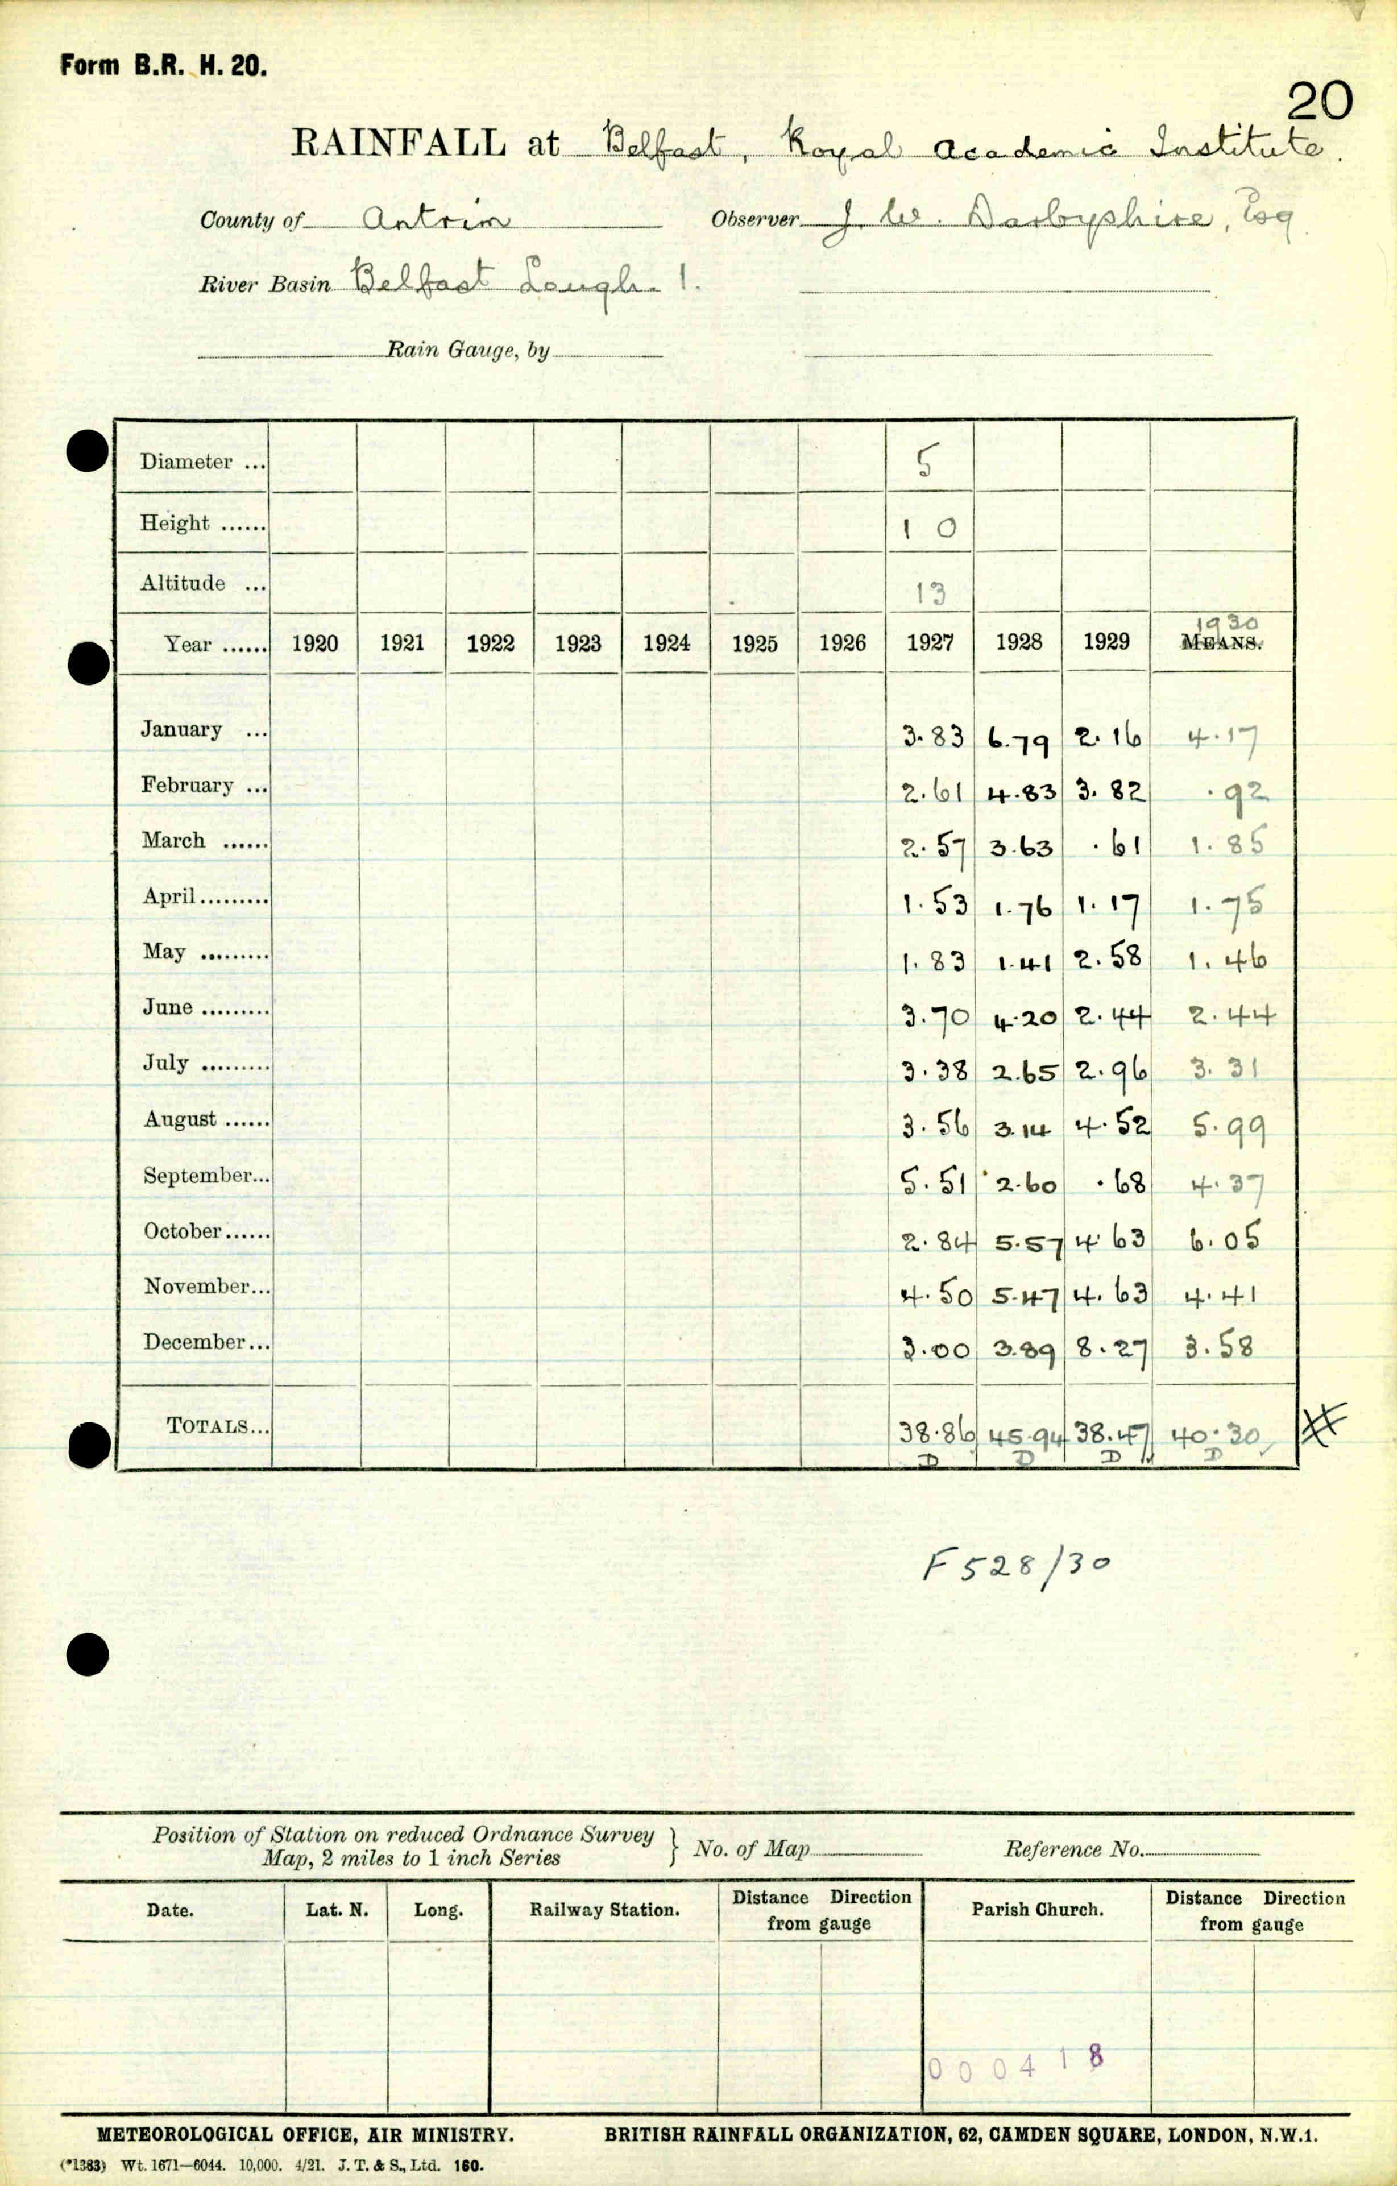 Form B.R. H. 20.
20
RAINFALL at Belfast, Royal Academic Institute.
County of Antrim Observer J. W. Darbyshire, Esq.
River Basin Belfast Lough. 1.
Rain Gauge, by
Diameter ... 5
Height ...... 10
Altitude ... 13
1930
Year ...... 1920 1921 1922 1923 1924 1925 1926 1927 1928 1929 MEANS.
January ... 3.83 6.79 2.16 4.17
February ... 2.61 4.83 3.82 .92
March ...... 2.57 3.63 .61 1.85
April......... 1.53 1.76 1.17 1.75
May ......... 1.83 1.41 2.58 1.46
June ......... 3.70 4.20 2.44 2.44
July ......... 3.38 2.65 2.96 3.31
August ...... 3.56 3.14 4.52 5.99
September... 5.51 2.60 .68 4.37
October...... 2.84 5.57 4.63 6.05
November... 4.50 5.47 4.63 4.41
December... 3.00 3.89 8.27 3.58
TOTALS... 38.86 45.94 38.47 40.30
D D D D
F528/30
Position of Station on reduced Ordnance Survey
Map, 2 miles to 1 inch Series } No. of Map Reference No.
Date. Lat. N. Long. Railway Station. Distance Direction from gauge Parish Church. Distance Direction from gauge
000418
METEOROLOGICAL OFFICE, AIR MINISTRY. BRITISH RAINFALL ORGANIZATION, 62, CAMDEN SQUARE, LONDON, N.W.1.
(*1383) Wt. 1671—6044. 10,000. 4/21. J. T. & S., Ltd. 160.